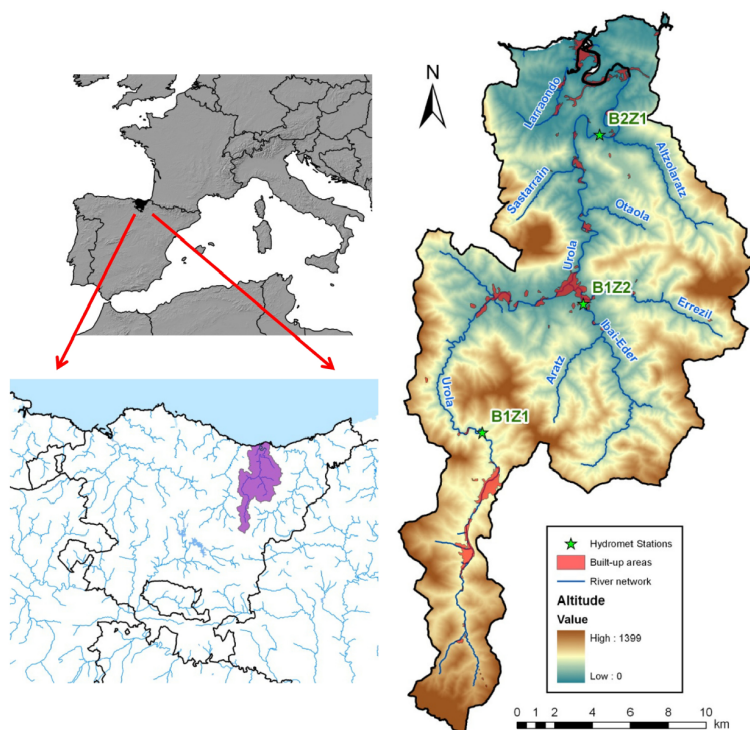 N
Larraondo
B2Z1
Altzolaratz
Sastarrain
Otaola
Urola
B1Z2
Errezil
Ibai-Eder
Aratz
Urola
B1Z1
Hydromet Stations
Built-up areas
River network
Altitude
Value
High : 1399
Low : 0
0 1 2 4 6 8 10
km